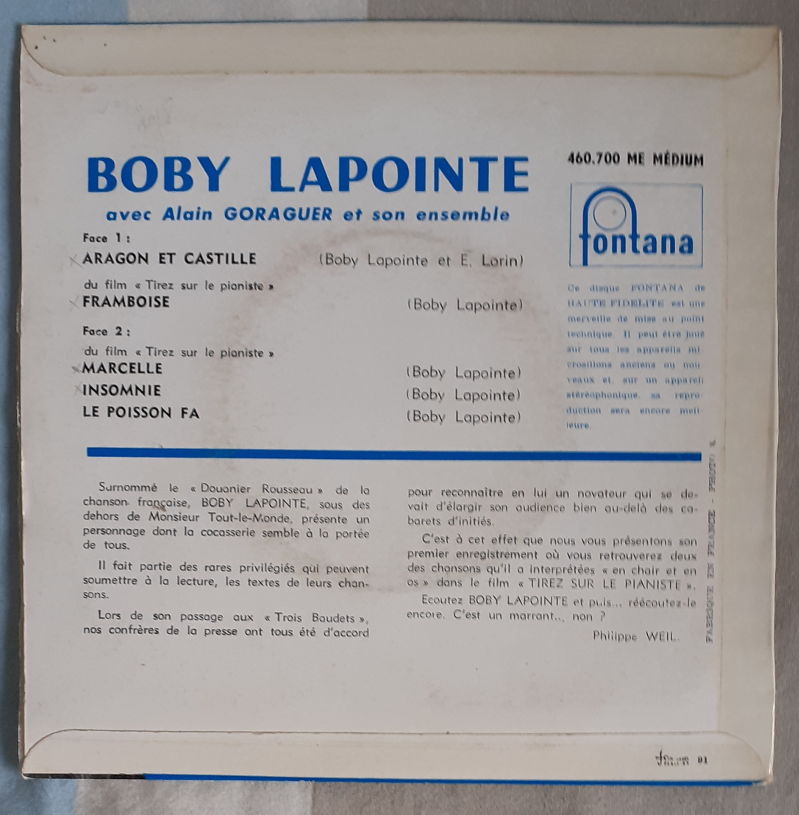 BOBY LAPOINTE
avec Alain GORAGUER et son ensemble
Face 1 :
ARAGON ET CASTILLE (Boby Lapointe et E. Lorin)
du film « Tirez sur le pianiste »
FRAMBOISE (Boby Lapointe)
Face 2 :
du film « Tirez sur le pianiste »
MARCELLE (Boby Lapointe)
INSOMNIE (Boby Lapointe)
LE POISSON FA (Boby Lapointe)
460.700 ME MÉDIUM
fontana
Ce disque FONTANA de
HAUTE FIDELITE est une
merveille de mise au point
technique. Il peut être joué
sur tous les appareils mi-
crosillons anciens ou nou-
veaux et, sur un appareil
stéréophonique, sa repro-
duction sera encore meil-
leure.
Surnommé le « Douanier Rousseau » de la
chanson française, BOBY LAPOINTE, sous des
dehors de Monsieur Tout-le-Monde, présente un
personnage dont la cocasserie semble à la portée
de tous.
Il fait partie des rares privilégiés qui peuvent
soumettre à la lecture, les textes de leurs chan-
sons.
Lors de son passage aux « Trois Baudets »,
nos confrères de la presse ont tous été d'accord
pour reconnaître en lui un novateur qui se de-
vait d'élargir son audience bien au-delà des ca-
barets d'initiés.
C'est à cet effet que nous vous présentons son
premier enregistrement où vous retrouverez deux
des chansons qu'il a interprétées « en chair et en
os » dans le film « TIREZ SUR LE PIANISTE ».
Ecoutez BOBY LAPOINTE et puis... réécoutez-le
encore. C'est un marrant..., non ?
Philippe WEIL.
FABRIQUE EN FRANCE - PHOTO X
91